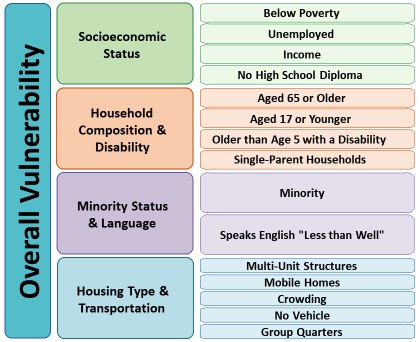 Overall Vulnerability
Socioeconomic
Status
Below Poverty
Unemployed
Income
No High School Diploma
Household
Composition &
Disability
Aged 65 or Older
Aged 17 or Younger
Older than Age 5 with a Disability
Single-Parent Households
Minority Status
& Language
Minority
Speaks English "Less than Well"
Housing Type &
Transportation
Multi-Unit Structures
Mobile Homes
Crowding
No Vehicle
Group Quarters